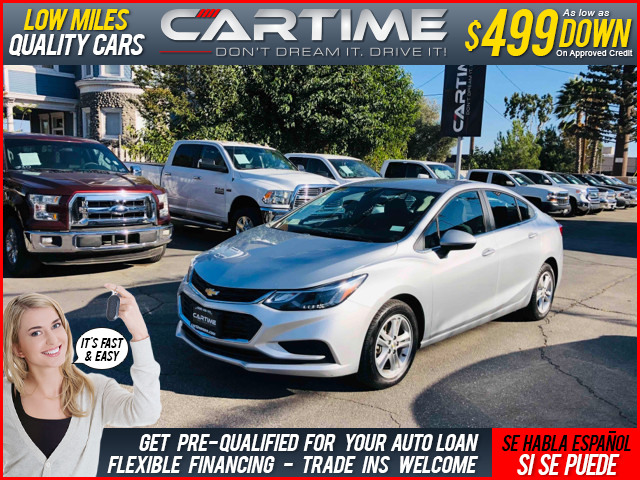 LOW MILES
QUALITY CARS
CARTIME
DON'T DREAM IT. DRIVE IT!
As low as
$499 DOWN
On Approved Credit
CARTIME
IT'S FAST
& EASY
CARTIME
GET PRE-QUALIFIED FOR YOUR AUTO LOAN
FLEXIBLE FINANCING - TRADE INS WELCOME
SE HABLA ESPAÑOL
SI SE PUEDE